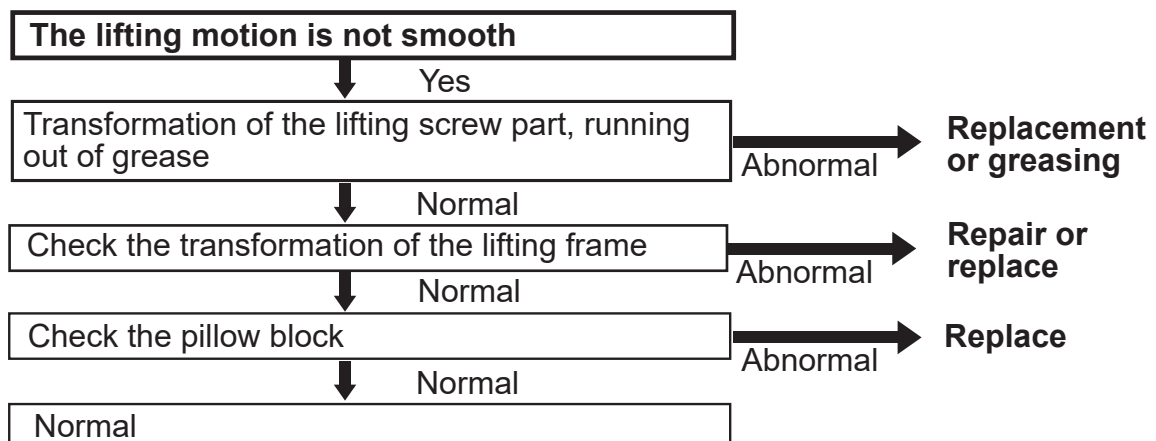 The lifting motion is not smooth
Yes
Transformation of the lifting screw part, running
out of grease
Abnormal
Replacement
or greasing
Normal
Check the transformation of the lifting frame
Abnormal
Repair or
replace
Normal
Check the pillow block
Abnormal
Replace
Normal
Normal